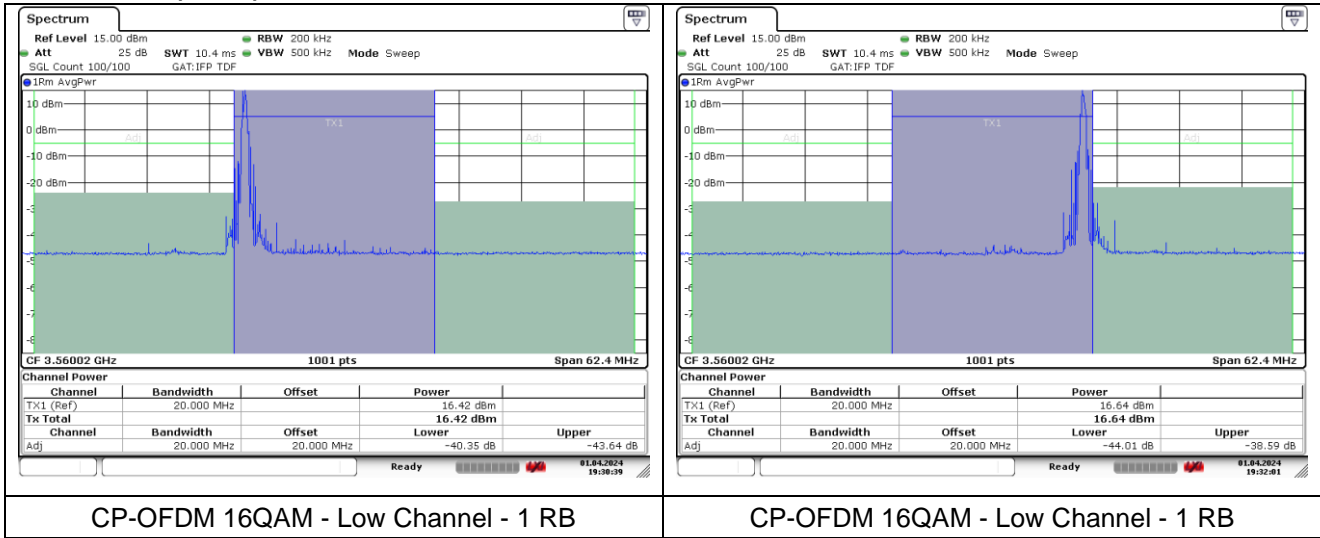 Spectrum
Ref Level 15.00 dBm RBW 200 kHz
Att 25 dB SWT 10.4 ms VBW 500 kHz Mode Sweep
SGL Count 100/100 GAT:IFP TDF
1Rm AvgPwr
10 dBm
TX1
0 dBm
Adj Adj
-10 dBm
-20 dBm
CF 3.56002 GHz 1001 pts Span 62.4 MHz
Channel Power
Channel Bandwidth Offset Power
TX1 (Ref) 20.000 MHz 16.42 dBm
Tx Total 16.42 dBm
Channel Bandwidth Offset Lower Upper
Adj 20.000 MHz 20.000 MHz -40.35 dB -43.64 dB
Ready 01.04.2024
19:30:39
CP-OFDM 16QAM - Low Channel - 1 RB
Spectrum
Ref Level 15.00 dBm RBW 200 kHz
Att 25 dB SWT 10.4 ms VBW 500 kHz Mode Sweep
SGL Count 100/100 GAT:IFP TDF
1Rm AvgPwr
10 dBm
TX1
0 dBm
Adj Adj
-10 dBm
-20 dBm
CF 3.56002 GHz 1001 pts Span 62.4 MHz
Channel Power
Channel Bandwidth Offset Power
TX1 (Ref) 20.000 MHz 16.64 dBm
Tx Total 16.64 dBm
Channel Bandwidth Offset Lower Upper
Adj 20.000 MHz 20.000 MHz -44.01 dB -38.59 dB
Ready 01.04.2024
19:32:01
CP-OFDM 16QAM - Low Channel - 1 RB